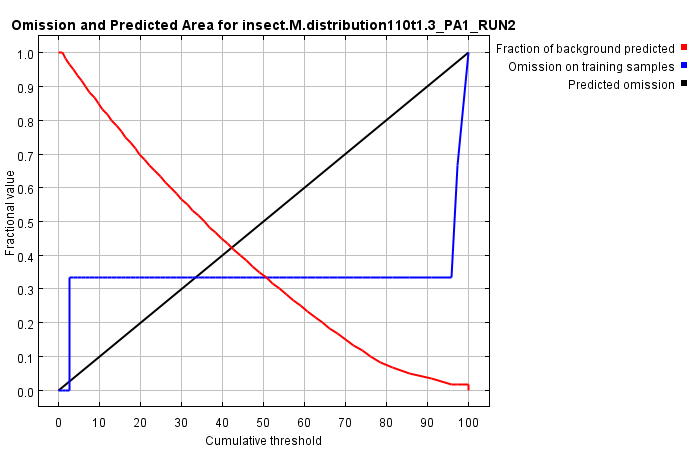 Omission and Predicted Area for insect.M.distribution110t1.3_PA1_RUN2
Fraction of background predicted
Omission on training samples
Predicted omission
1.0
0.9
0.8
0.7
0.6
0.5
0.4
0.3
0.2
0.1
0.0
Fractional value
0 10 20 30 40 50 60 70 80 90 100
Cumulative threshold